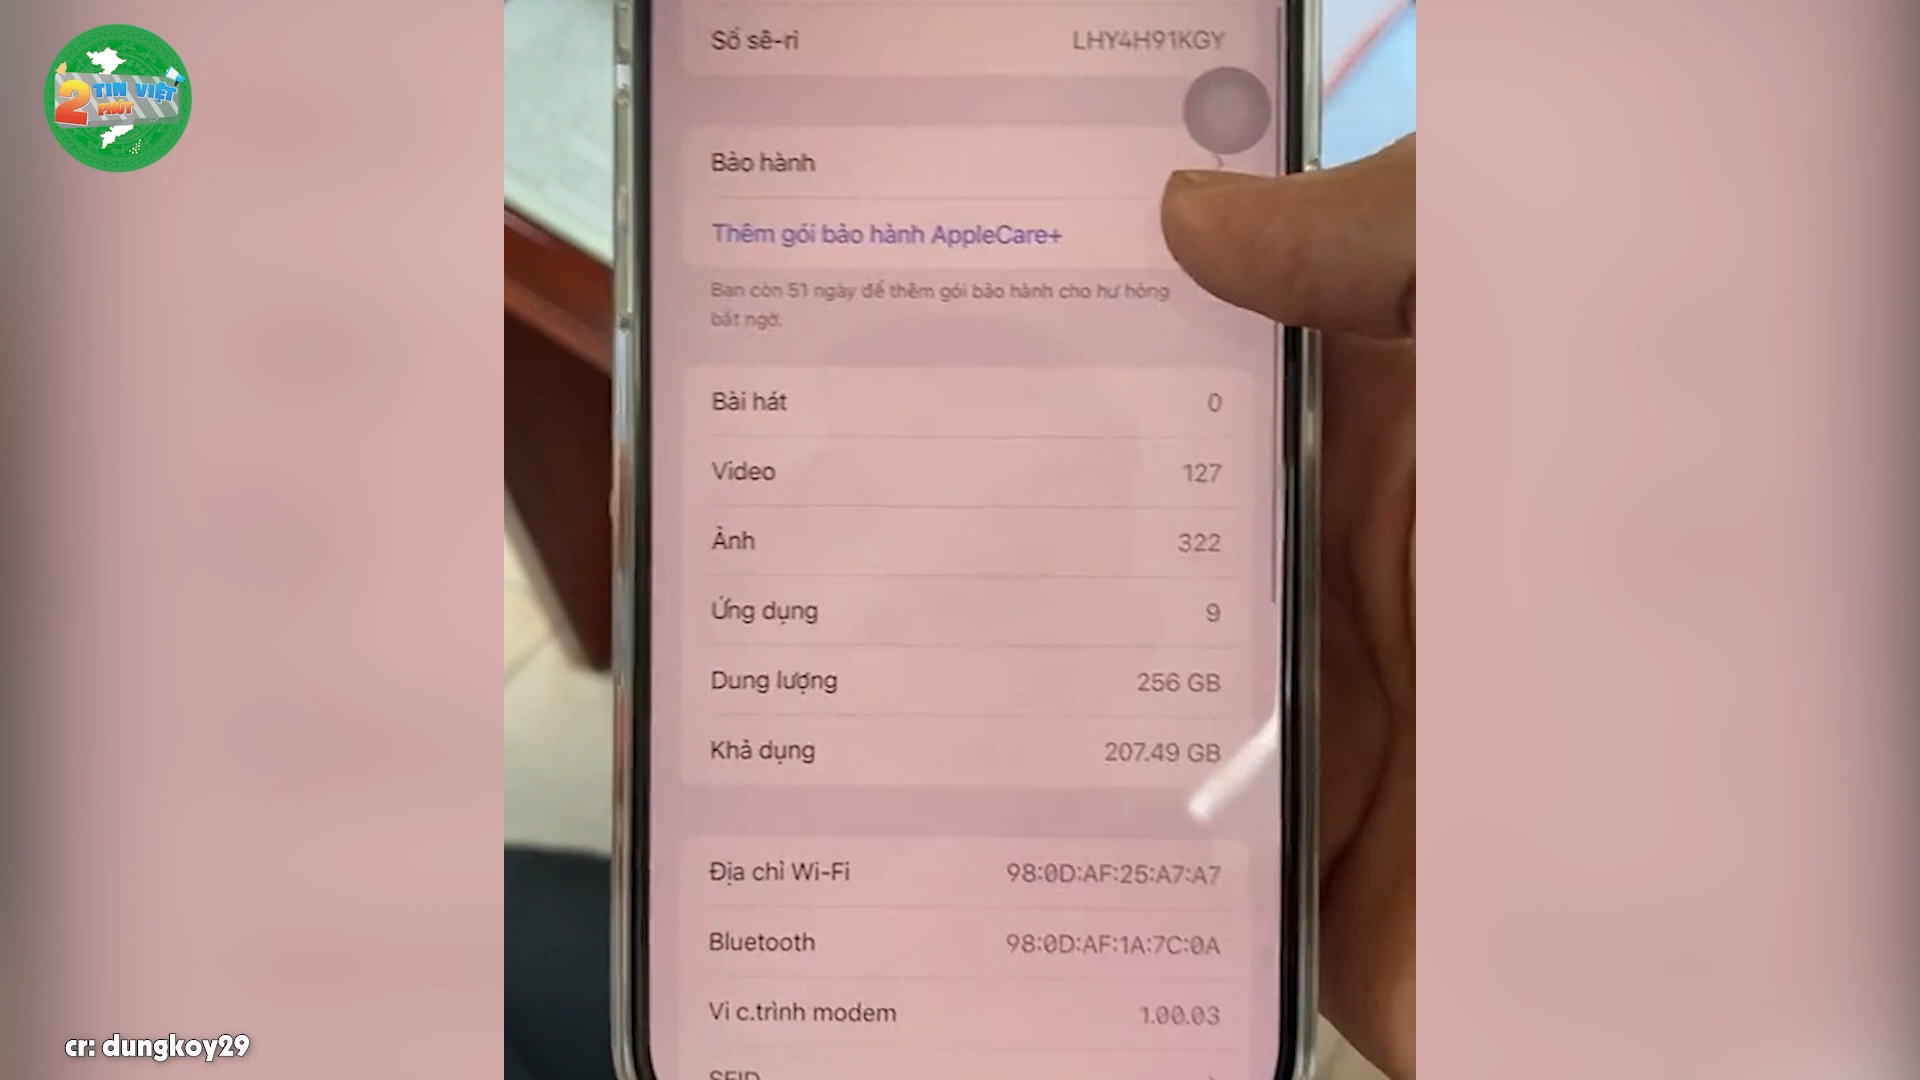 2 TIN VIỆT
PHÚT
Số sê-ri LHY4H91KGY
Bảo hành
Thêm gói bảo hành AppleCare+
Bạn còn 51 ngày để thêm gói bảo hành cho hư hỏng
bất ngờ.
Bài hát 0
Video 127
Ảnh 322
Ứng dụng 9
Dung lượng 256 GB
Khả dụng 207.49 GB
Địa chỉ Wi-Fi 98:0D:AF:25:A7:A7
Bluetooth 98:0D:AF:1A:7C:0A
Vi c.trình modem 1.00.03
SEID
cr: dungkoy29